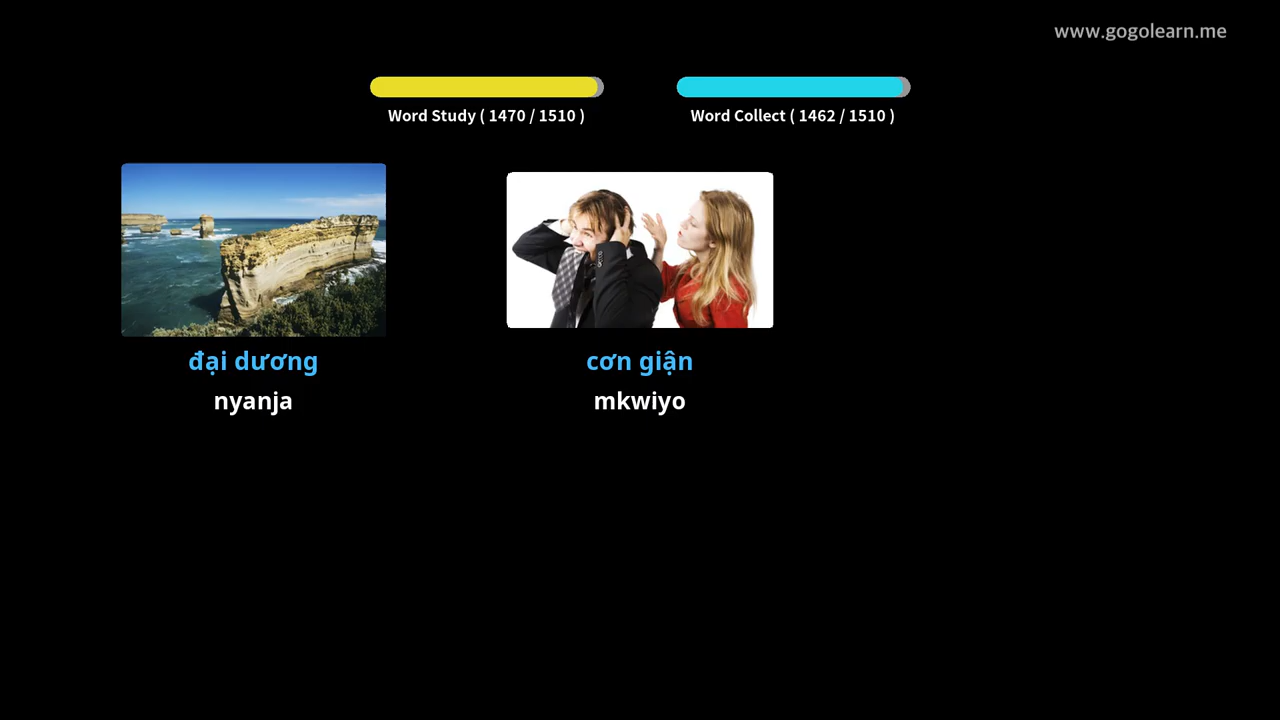 www.gogolearn.me
Word Study ( 1470 / 1510 )
Word Collect ( 1462 / 1510 )
đại dương
nyanja
cơn giận
mkwiyo